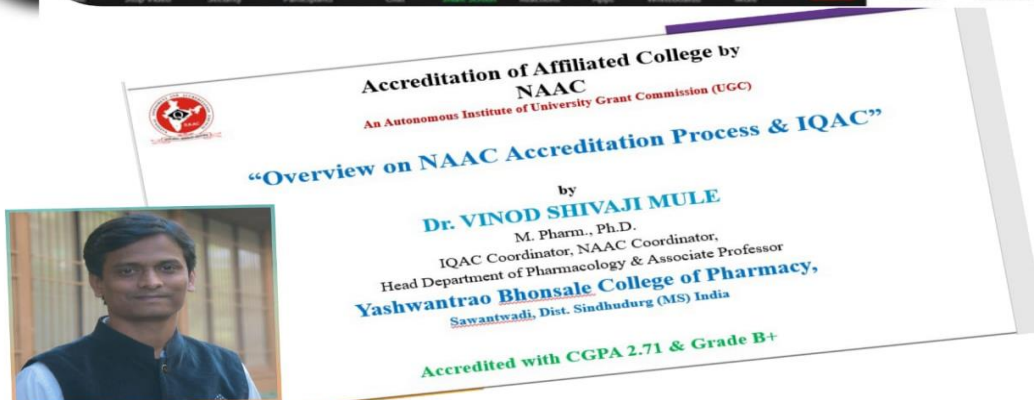 Accreditation of Affiliated College by
NAAC
An Autonomous Institute of University Grant Commission (UGC)
“Overview on NAAC Accreditation Process & IQAC”
by
Dr. VINOD SHIVAJI MULE
M. Pharm., Ph.D.
IQAC Coordinator, NAAC Coordinator,
Head Department of Pharmacology & Associate Professor
Yashwantrao Bhonsale College of Pharmacy,
Sawantwadi, Dist. Sindhudurg (MS) India
Accredited with CGPA 2.71 & Grade B+